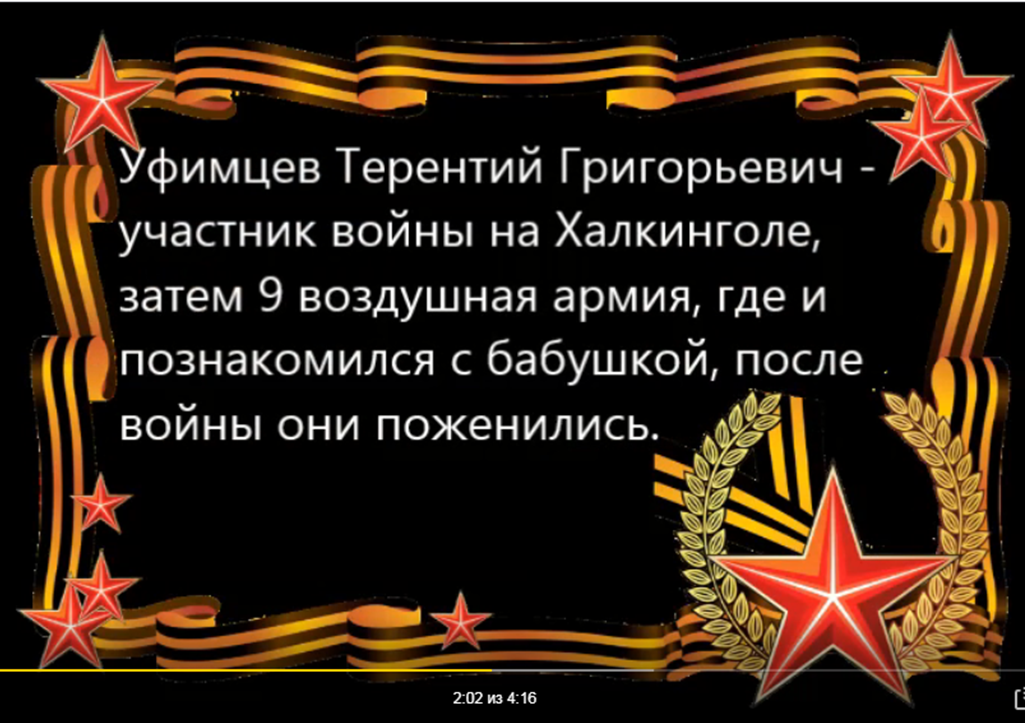 Уфимцев Терентий Григорьевич -
участник войны на Халкинголе,
затем 9 воздушная армия, где и
познакомился с бабушкой, после
войны они поженились.
2:02 из 4:16